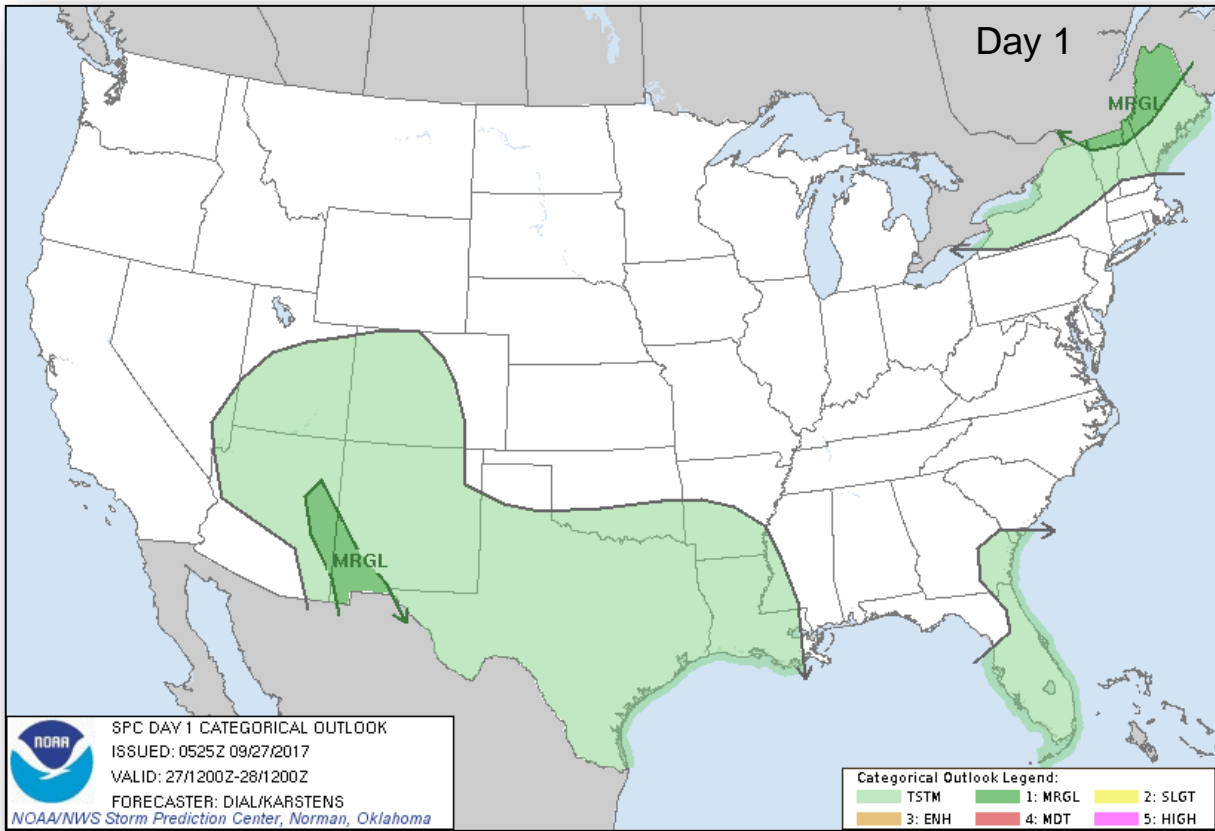 Day 1
MRGL
MRGL
NOAA
SPC DAY 1 CATEGORICAL OUTLOOK
ISSUED: 0525Z 09/27/2017
VALID: 27/1200Z-28/1200Z
FORECASTER: DIAL/KARSTENS
NOAA/NWS Storm Prediction Center, Norman, Oklahoma
Categorical Outlook Legend:
TSTM 1: MRGL 2: SLGT
3: ENH 4: MDT 5: HIGH